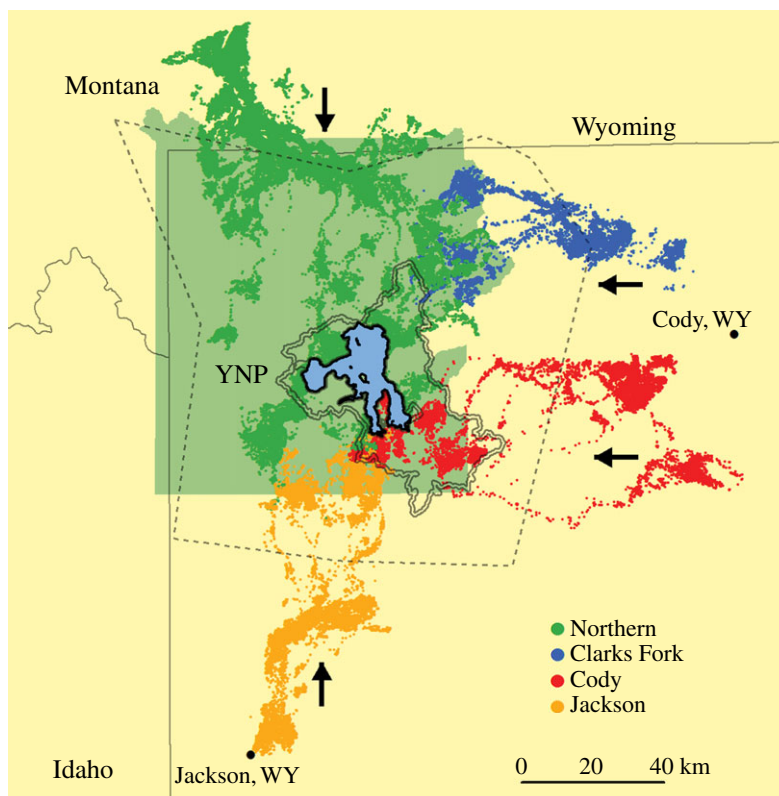 Montana
Wyoming
Cody, WY
YNP
Northern
Clarks Fork
Cody
Jackson
Idaho
Jackson, WY
0 20 40 km